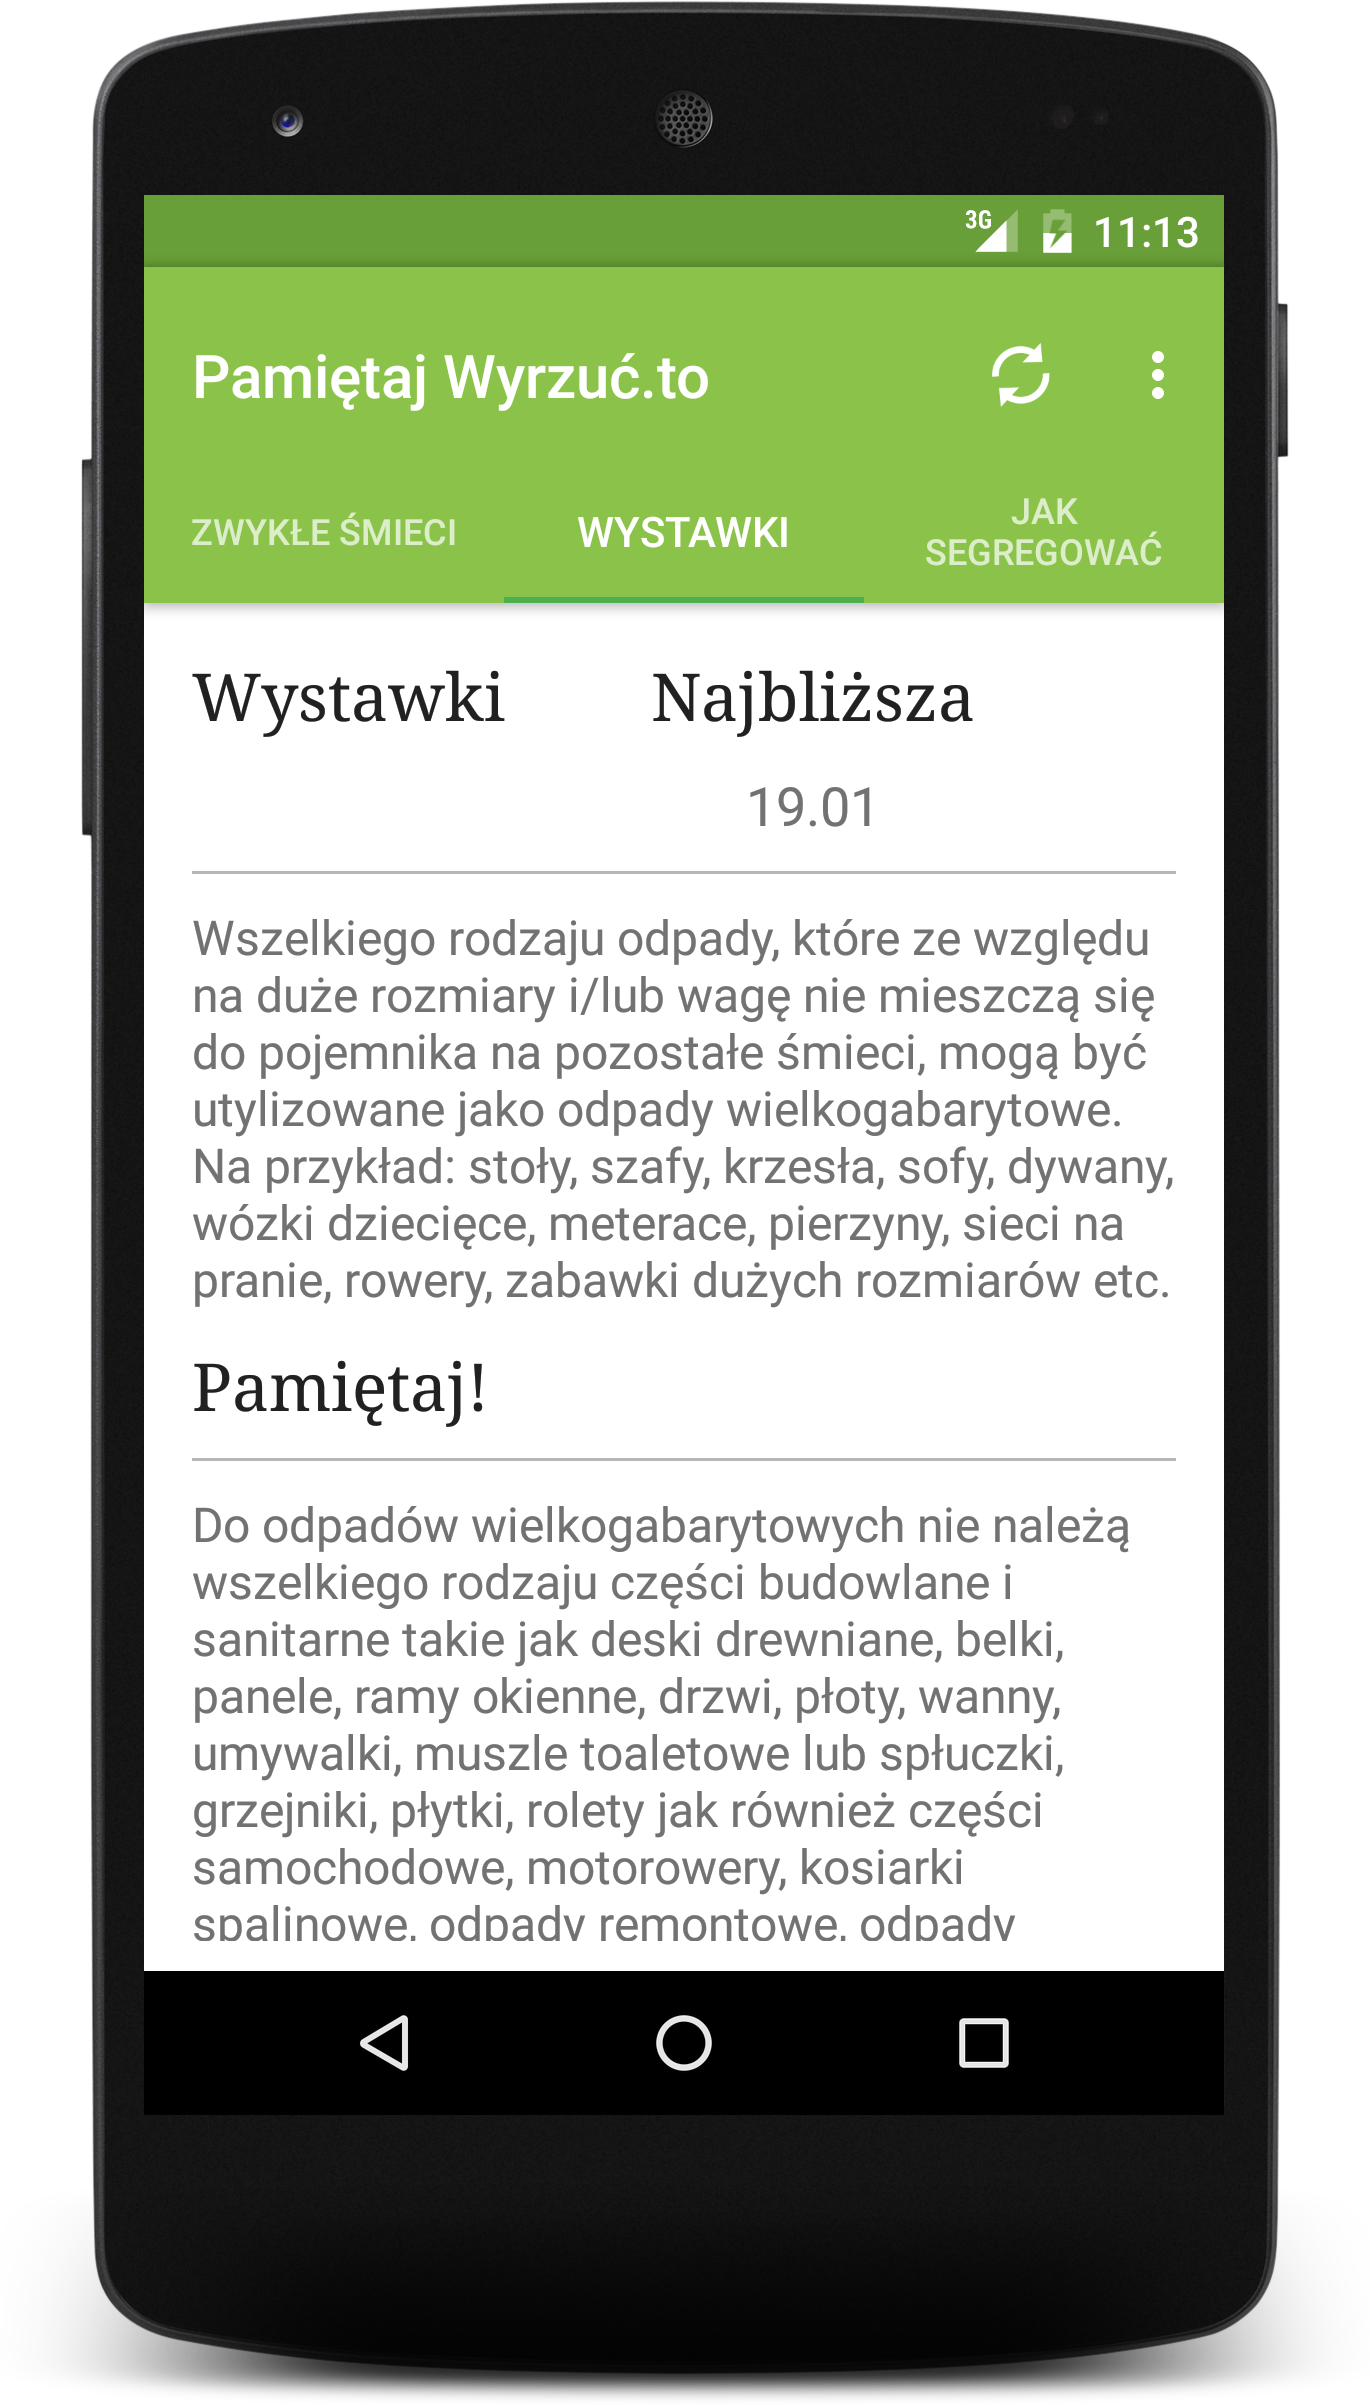 3G 11:13
Pamiętaj Wyrzuć.to
ZWYKŁE ŚMIECI
WYSTAWKI
JAK
SEGREGOWAĆ
Wystawki Najbliższa
19.01
Wszelkiego rodzaju odpady, które ze względu
na duże rozmiary i/lub wagę nie mieszczą się
do pojemnika na pozostałe śmieci, mogą być
utylizowane jako odpady wielkogabarytowe.
Na przykład: stoły, szafy, krzesła, sofy, dywany,
wózki dziecięce, meterace, pierzyny, sieci na
pranie, rowery, zabawki dużych rozmiarów etc.
Pamiętaj!
Do odpadów wielkogabarytowych nie należą
wszelkiego rodzaju części budowlane i
sanitarne takie jak deski drewniane, belki,
panele, ramy okienne, drzwi, płoty, wanny,
umywalki, muszle toaletowe lub spłuczki,
grzejniki, płytki, rolety jak również części
samochodowe, motorowery, kosiarki
spalinowe, odpady remontowe, odpady